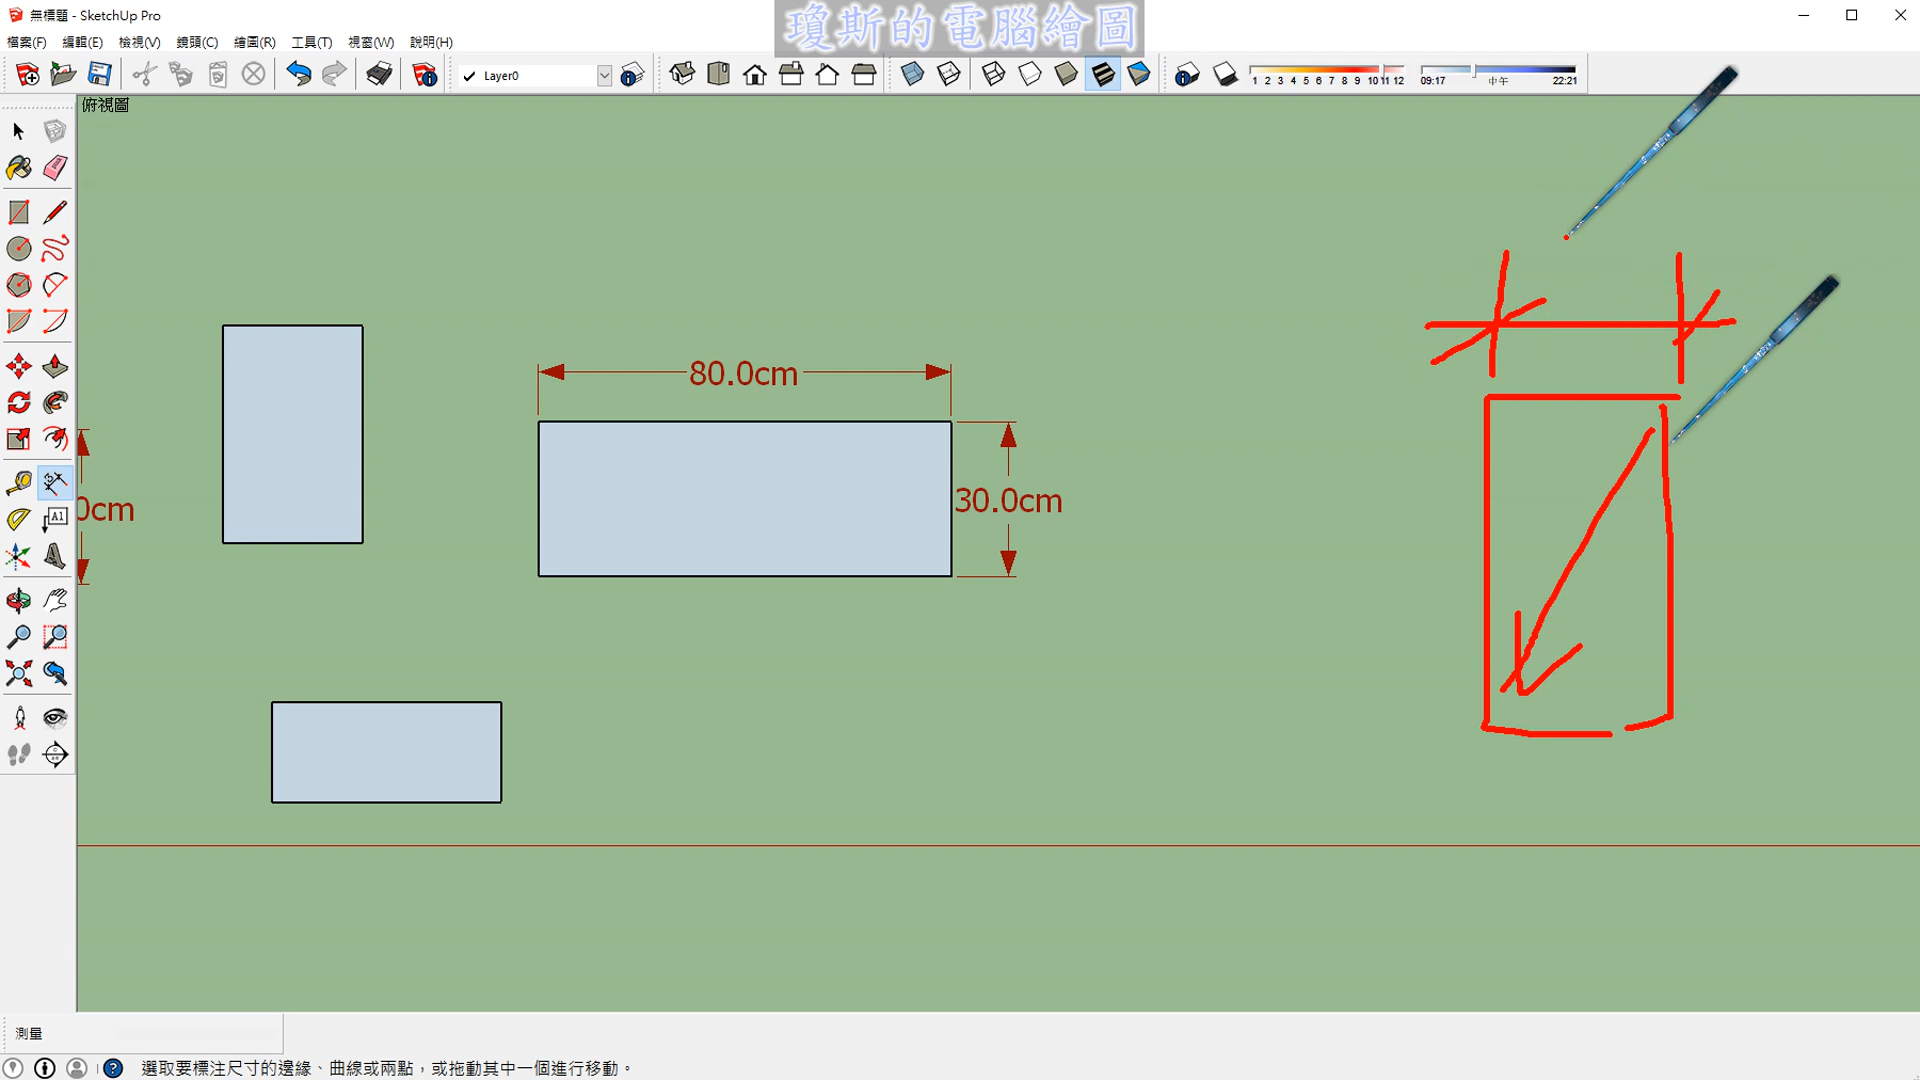 無標題 - SketchUp Pro
瓊斯的電腦繪圖
檔案(F) 編輯(E) 檢視(V) 鏡頭(C) 繪圖(R) 工具(T) 視窗(W) 說明(H)
Layer0
1 2 3 4 5 6 7 8 9 10 11 12
09:17 中午 22:21
俯視圖
80.0cm
30.0cm
0cm
A1
測量
選取要標注尺寸的邊緣、曲線或兩點，或拖動其中一個進行移動。